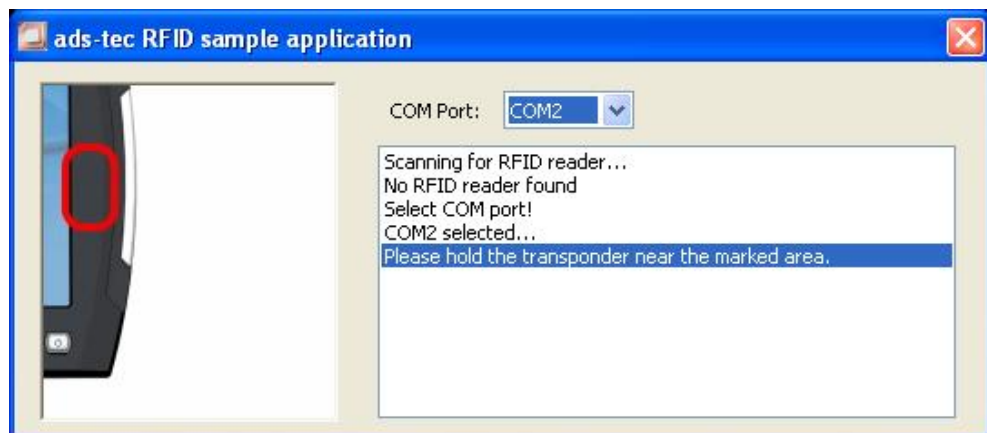 ads-tec RFID sample application
COM Port: COM2
Scanning for RFID reader...
No RFID reader found
Select COM port!
COM2 selected...
Please hold the transponder near the marked area.